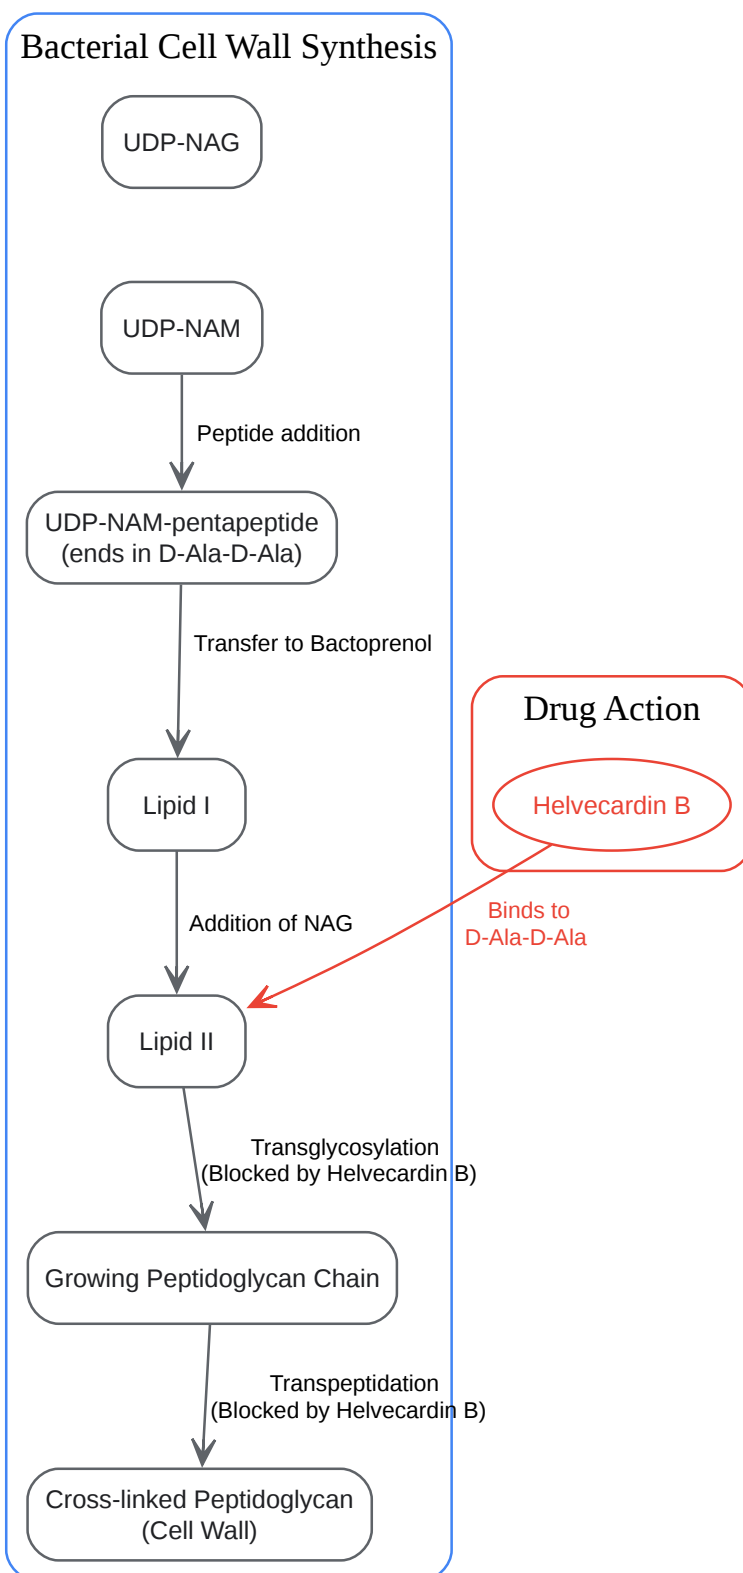 Bacterial Cell Wall Synthesis
UDP-NAG
UDP-NAM
Peptide addition
UDP-NAM-pentapeptide
(ends in D-Ala-D-Ala)
Transfer to Bactoprenol
Drug Action
Lipid I
Helvecardin B
Addition of NAG
Binds to
D-Ala-D-Ala
Lipid II
Transglycosylation
(Blocked by Helvecardin B)
Growing Peptidoglycan Chain
Transpeptidation
(Blocked by Helvecardin B)
Cross-linked Peptidoglycan
(Cell Wall)